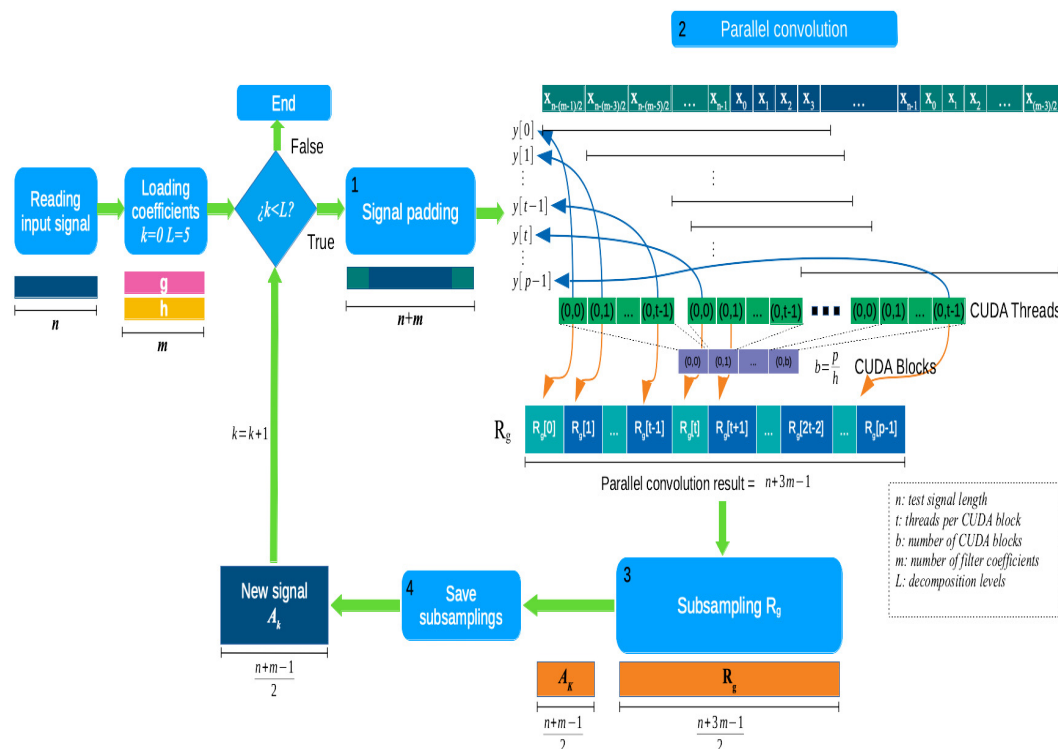 2 Parallel convolution
End
False
x_{n-(m-1)/2} x_{n-(m-3)/2} x_{n-(m-5)/2} ... x_{n-1} x_0 x_1 x_2 x_3 ... x_{n-1} x_0 x_1 x_2 ... x_{(m-3)/2}
y[0]
y[1]
⋮ ⋮
y[t−1]
y[t]
⋮ ⋮
y[p−1]
Reading
input signal
Loading
coefficients
k=0 L=5
¿k<L?
True
1
Signal padding
g
h
n
m
n+m
(0,0) (0,1) ... (0,t-1) (0,0) (0,1) ... (0,t-1) ... (0,0) (0,1) ... (0,t-1) CUDA Threads
(0,0) (0,1) ... (0,b) b=p/h CUDA Blocks
R_g R_g[0] R_g[1] ... R_g[t-1] R_g[t] R_g[t+1] ... R_g[2t-2] ... R_g[p-1]
Parallel convolution result = n+3m−1
k=k+1
n: test signal length
t: threads per CUDA block
b: number of CUDA blocks
m: number of filter coefficients
L: decomposition levels
New signal
A_k
4
Save
subsamplings
3
Subsampling R_g
(n+m−1)/2
A_K
R_g
(n+m−1)/2
(n+3m−1)/2